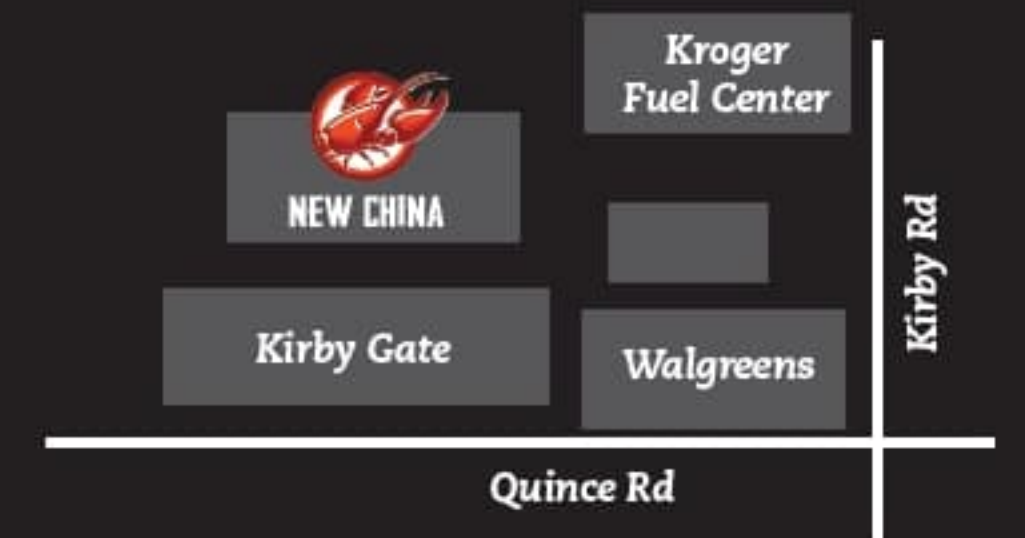 Kroger
Fuel Center
NEW CHINA
Kirby Rd
Kirby Gate
Walgreens
Quince Rd